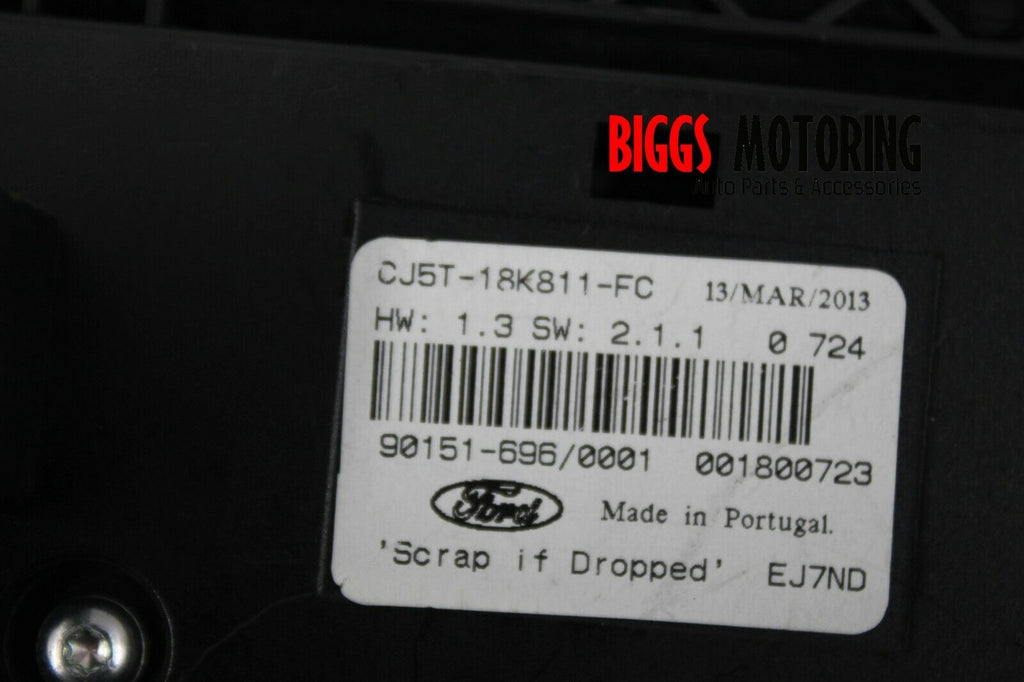 BIGGS MOTORING
Auto Parts & Accessories
CJ5T-18K811-FC 13/MAR/2013
HW: 1.3 SW: 2.1.1 0 724
90151-696/0001 001800723
Ford Made in Portugal.
'Scrap if Dropped' EJ7ND